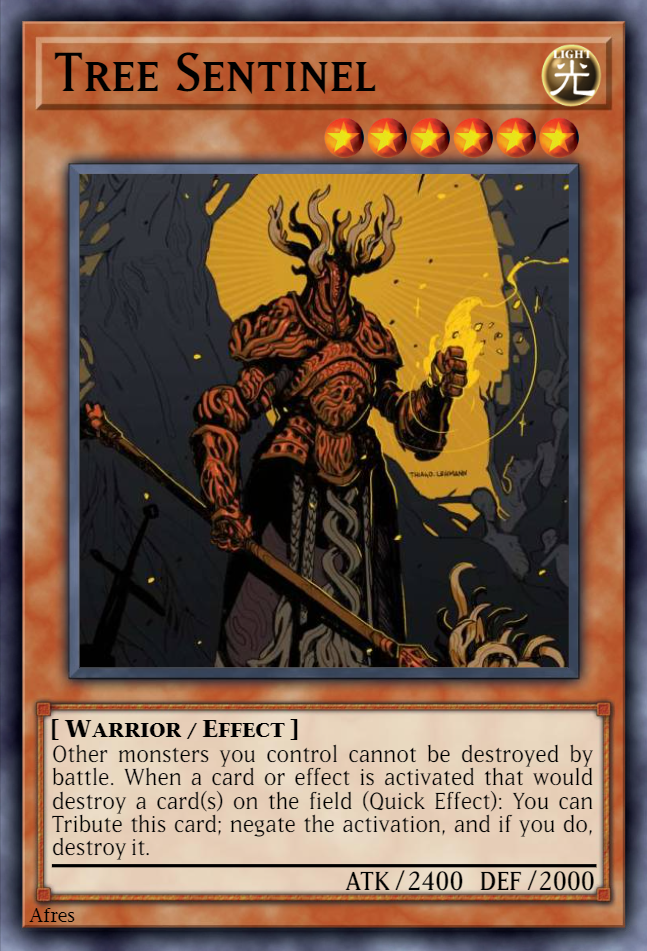 Tree Sentinel
LIGHT
光
THIAGO. LEHMANN
[ Warrior / Effect ]
Other monsters you control cannot be destroyed by
battle. When a card or effect is activated that would
destroy a card(s) on the field (Quick Effect): You can
Tribute this card; negate the activation, and if you do,
destroy it.
ATK / 2400 DEF / 2000
Afres